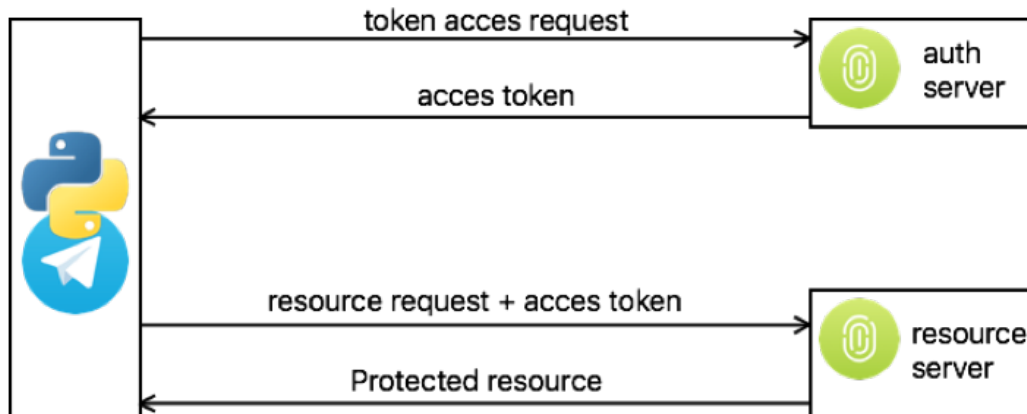 token acces request
auth
server
acces token
resource request + acces token
resource
server
Protected resource